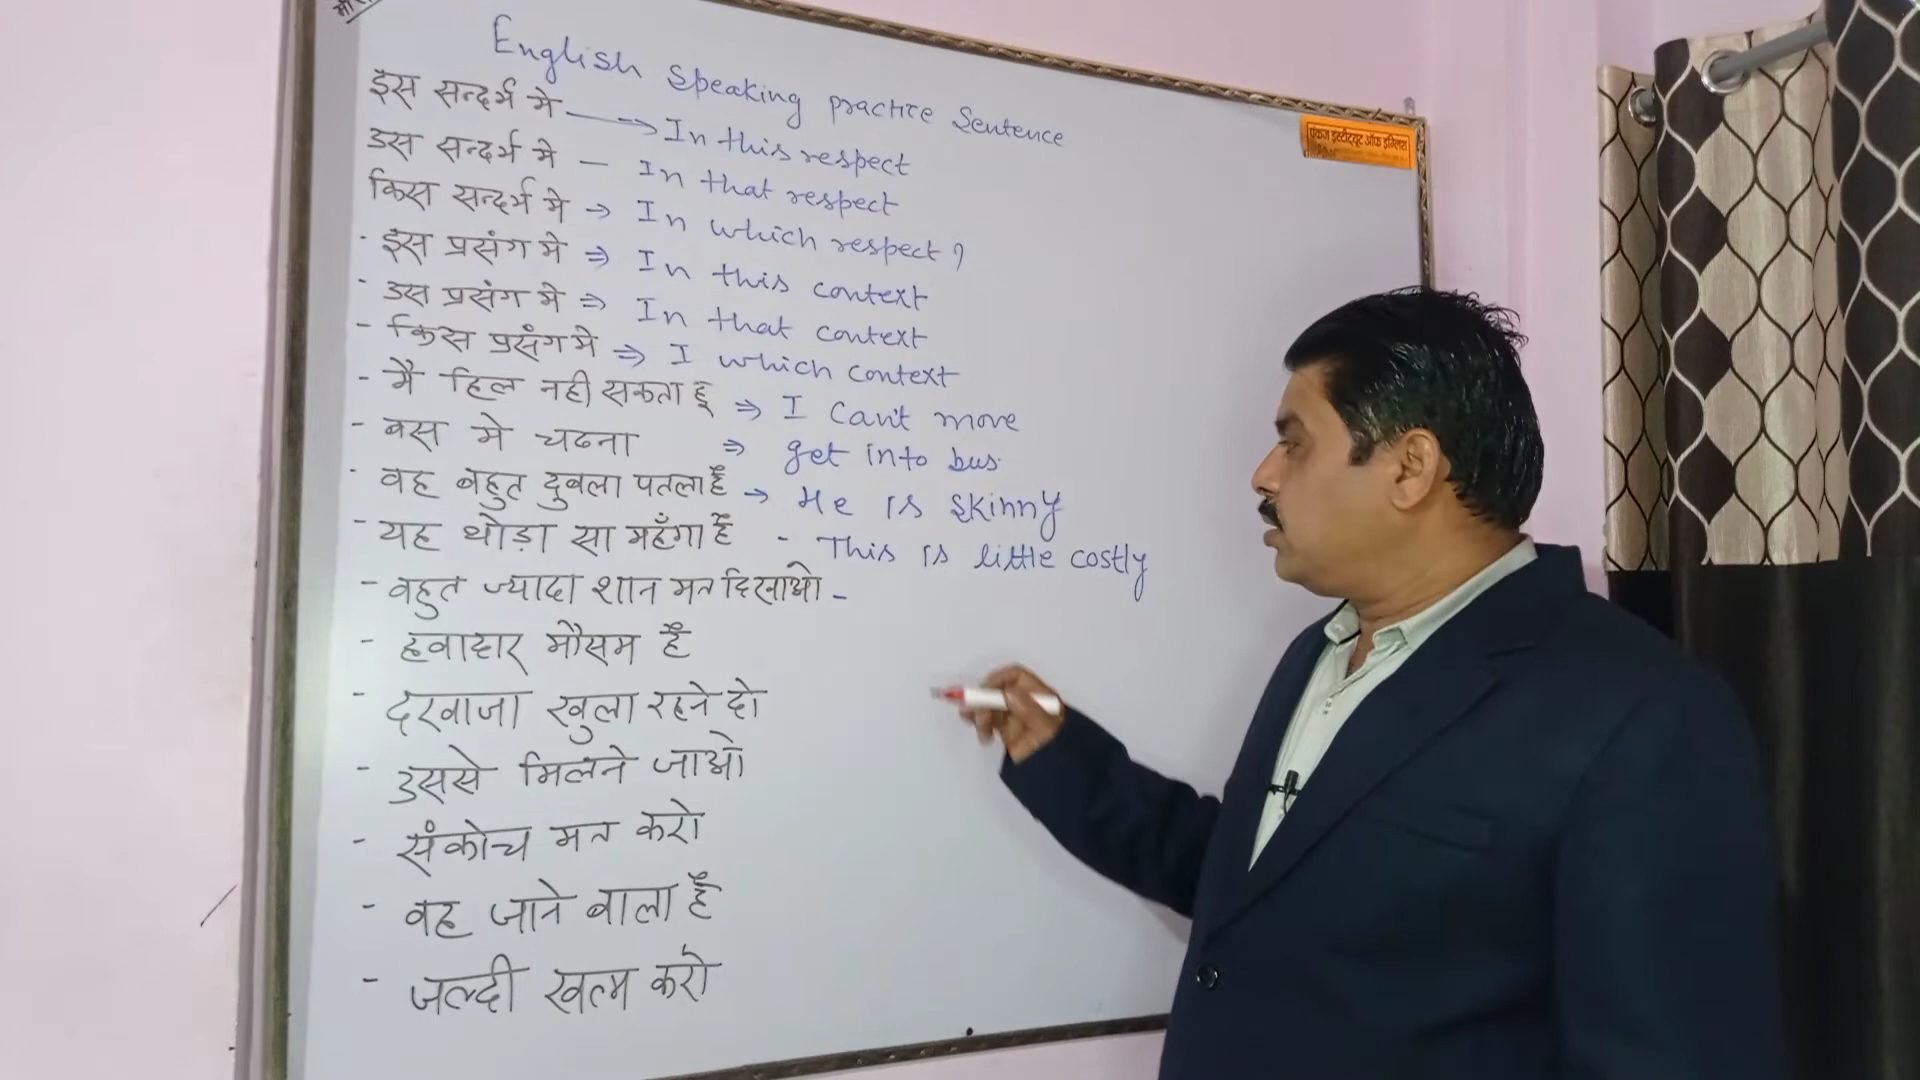 English Speaking practice Sentence
इस सन्दर्भ मे —→ In this respect
उस सन्दर्भ मे — In that respect
किस सन्दर्भ मे → In which respect?
· इस प्रसंग मे ⇒ In this context
· उस प्रसंग मे ⇒ In that context
- किस प्रसंग मे ⇒ I which context
- मै हिल नही सकता हू ⇒ I Can't move
- बस मे चढना ⇒ get into bus.
· वह बहुत दुबला पतला है → He is skinny
- यह थोड़ा सा महँगा है - This is little costly
- बहुत ज्यादा शान मत दिखाओ -
- हवादार मौसम है
- दरवाजा खुला रहने दो
- उससे मिलने जाओ
- संकोच मत करो
- वह जाने वाला है
- जल्दी खत्म करो
एकज इंस्टीट्यूट ऑफ इंग्लिश